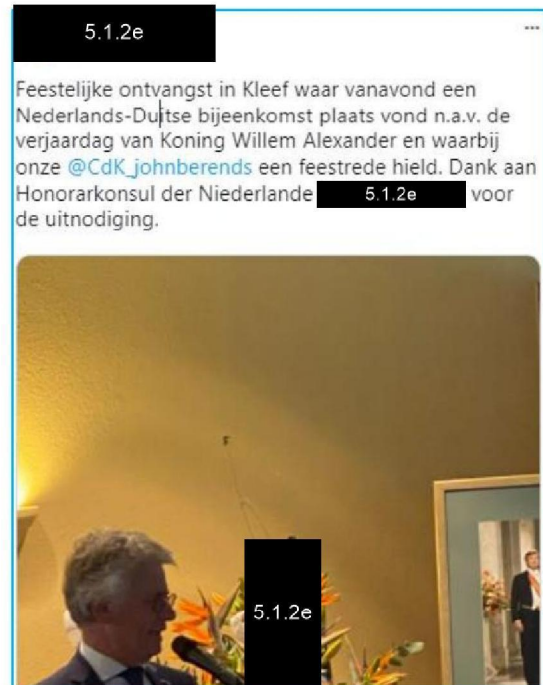 5.1.2e
Feestelijke ontvangst in Kleef waar vanavond een
Nederlands-Duitse bijeenkomst plaats vond n.a.v. de
verjaardag van Koning Willem Alexander en waarbij
onze @CdK_johnberends een feestrede hield. Dank aan
Honorarkonsul der Niederlande 5.1.2e voor
de uitnodiging.
5.1.2e